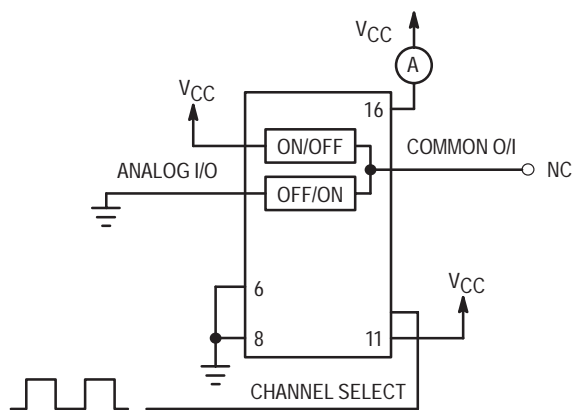 VCC
A
VCC
16
ON/OFF
COMMON O/I
ANALOG I/O
NC
OFF/ON
6
VCC
8
11
CHANNEL SELECT